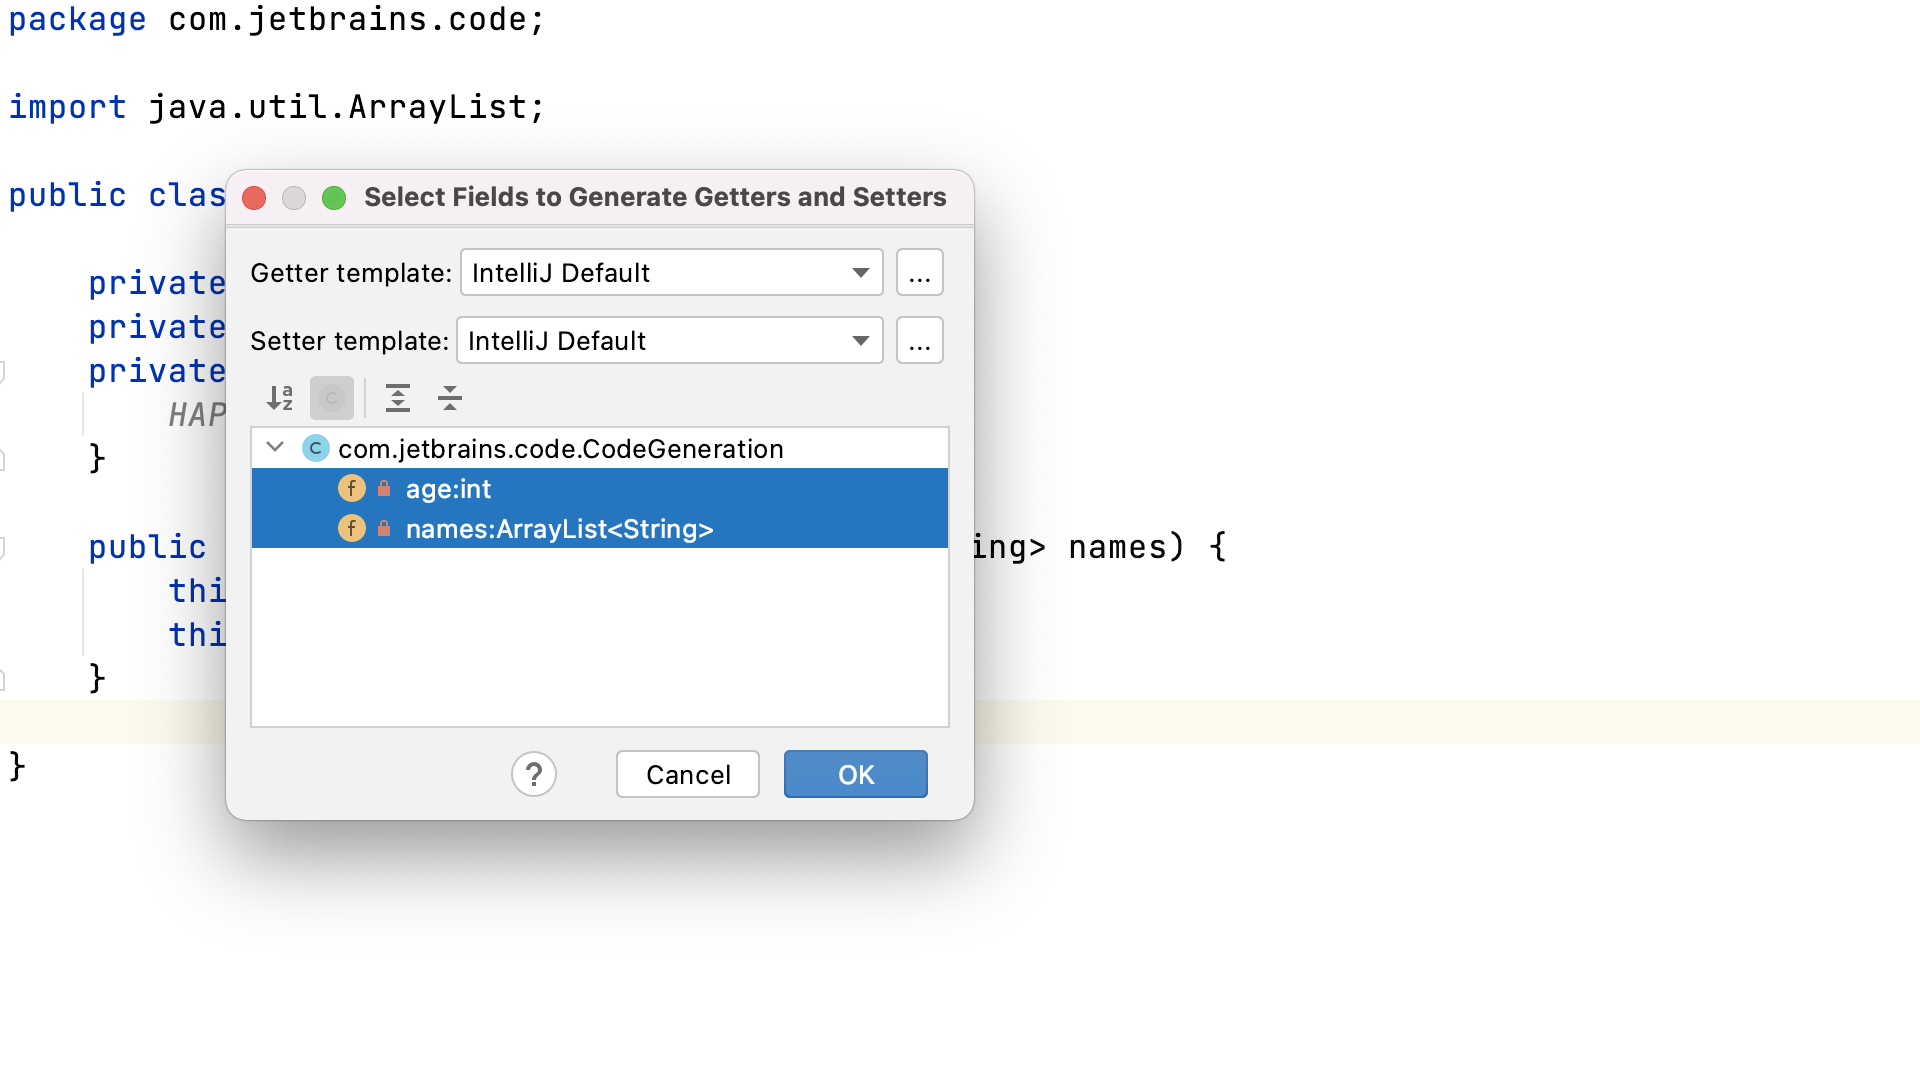 package com.jetbrains.code;
import java.util.ArrayList;
public clas
Select Fields to Generate Getters and Setters
private
Getter template: IntelliJ Default ...
private
Setter template: IntelliJ Default ...
private
HAP
}
com.jetbrains.code.CodeGeneration
age:int
names:ArrayList<String>
public ing> names) {
thi
thi
}
}
? Cancel OK